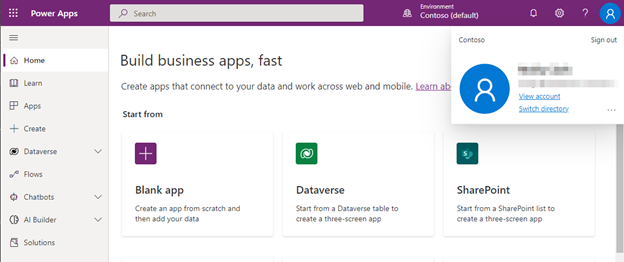 Power Apps
Search
Environment
Contoso (default)
Home
Learn
Apps
Create
Dataverse
Flows
Chatbots
AI Builder
Solutions
Build business apps, fast
Create apps that connect to your data and work across web and mobile. Learn abo
Start from
Blank app
Create an app from scratch and
then add your data
Dataverse
Start from a Dataverse table to
create a three-screen app
SharePoint
Start from a SharePoint list to
create a three-screen app
Contoso
Sign out
View account
Switch directory